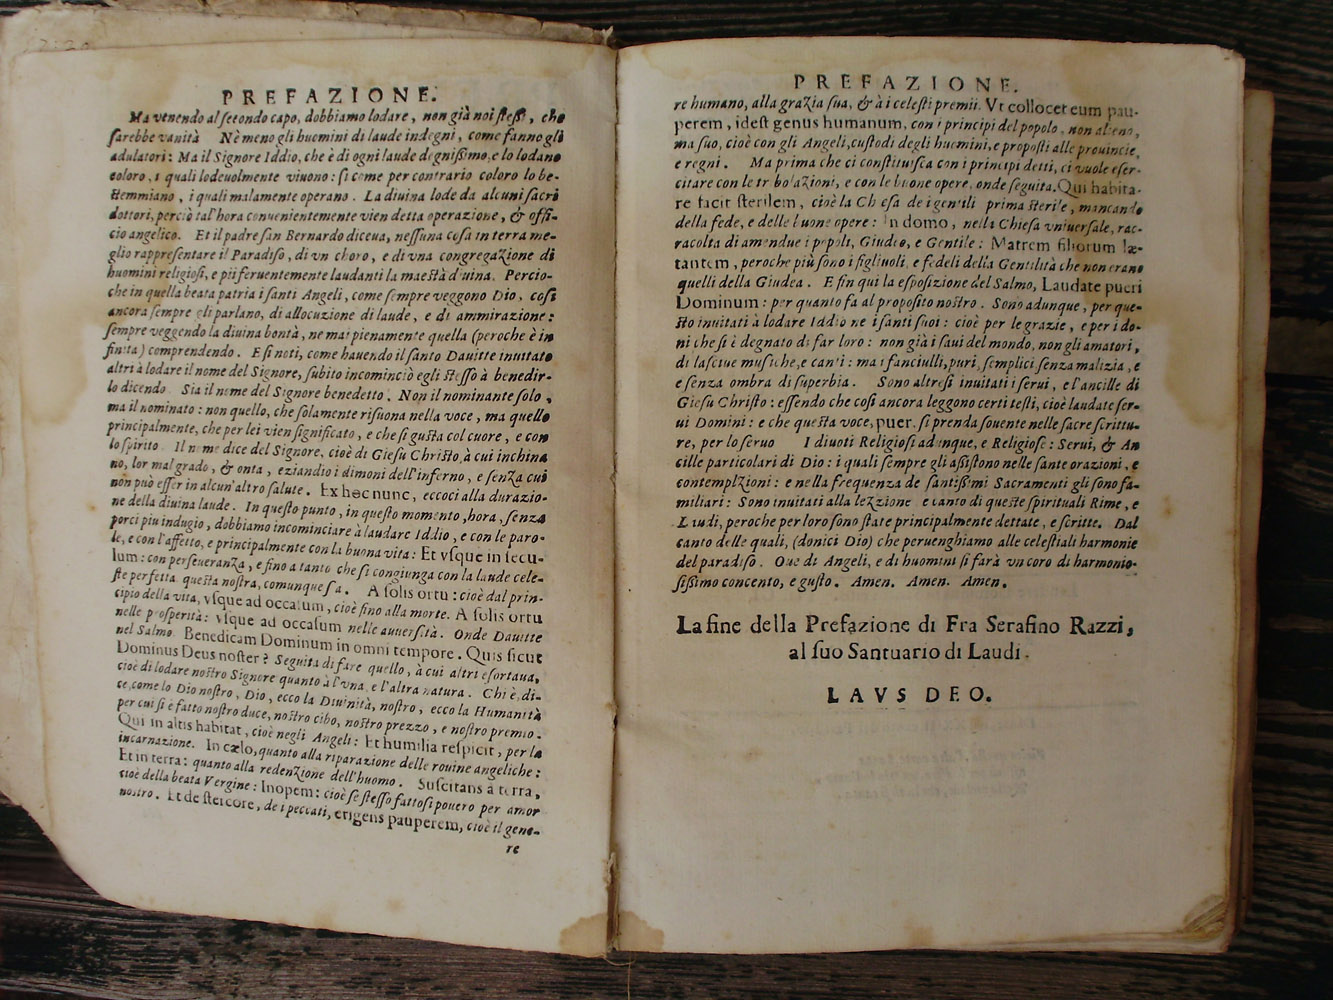 PREFAZIONE.
Ma venendo al secondo capo, dobbiamo lodare, non già noi stessi, che
sarebbe vanità Nè meno gli huomini di laude indegni, come fanno gli
adulatori: Ma il Signore Iddio, che è di ogni laude degnissimo, e lo lodano
coloro, i quali lodeuolmente viuono: si come per contrario coloro lo be-
stemmiano, i quali malamente operano. La diuina lode da alcuni sacri
dottori, perciò tal'hora conuenientemente vien detta operazione, & offi-
cio angelico. Et il padre san Bernardo diceua, nessuna cosa in terra me-
glio rappresentare il Paradiso, di vn choro, e di vna congregazione di
huomini religiosi, e più feruentemente laudanti la maestà diuina. Percio-
che in quella beata patria i santi Angeli, come sempre veggono Dio, cosi
ancora sempre gli parlano, di allocuzione di laude, e di ammirazione:
sempre veggendo la diuina bontà, ne mai pienamente quella (peroche è in
finita) comprendono. E si noti, come hauendo il santo Dauitte inuitato
altri à lodare il nome del Signore, subito incominciò egli stesso à benedir-
lo dicendo. Sia il nome del Signore benedetto. Non il nominante solo,
ma il nominato: non quello, che solamente risuona nella voce, ma quello
principalmente, che per lei vien significato, e che si gusta col cuore, e con
lo spirito. Il nome dice del Signore, cioè di Giesu Christo, à cui inchina
no, lor mal grado, & onta, eziandio i dimoni dell'inferno, e senza cui
non può esser in alcun'altro salute. Ex hoc nunc, eccoci alla durazio-
ne della diuina laude. In questo punto, in questo momento, hora, senza
porci piu indugio, dobbiamo incominciare à laudare Iddio, e con le paro-
le, e con l'affetto, e principalmente con la buona vita: Et vsque in secu-
lum: con perseueranza, e fino a tanto che si congiunga con la laude cele-
ste perfetta questa nostra, comunque sa. A solis ortu: cioè dal prin-
cipio della vita, vsque ad occasum, cioè fino alla morte. A solis ortu
nelle prosperità: vsque ad occasum nelle auuersità. Onde Dauitte
nel Salmo Benedicam Dominum in omni tempore. Quis sicut
Dominus Deus noster? Seguita di fare quello, à cui altri esortaua,
cioè di lodare nostro Signore quanto à l'vna, e l'altra natura. Chi è, di-
ce, come lo Dio nostro, Dio, ecco la Diuinità, nostro, ecco la Humanità
per cui si è fatto nostro duce, nostro cibo, nostro prezzo, e nostro premio.
Qui in altis habitat, cioè negli Angeli: Et humilia respicit, per la
incarnazione. In cælo, quanto alla riparazione delle rouine angeliche:
Et in terra: quanto alla redenzione dell'huomo. Suscitans à terra,
cioè della beata Vergine: Inopem: cioè se stesso fattosi pouero per amor
nostro. Et de stercore, de i peccati, erigens pauperem, cioè il gene-
re
PREFAZIONE.
re humano, alla grazia sua, & à i celesti premii. Vt collocet eum pau-
perem, idest genus humanum, con i principi del popolo, non alieno,
ma suo, cioè con gli Angeli, custodi degli huomini, e proposti alle prouincie,
e regni. Ma prima che ci constituisca con i principi detti, ci vuole eser-
citare con le tribolazioni, e con le buone opere, onde seguita. Qui habita-
re facit sterilem, cioè la Chiesa de i gentili prima sterile, mancando
della fede, e delle buone opere: in domo, nella Chiesa vniuersale, rac-
racolta di amendue i popoli, Giudeo, e Gentile: Matrem filiorum læ-
tantem, peroche più sono i figliuoli, e fedeli della Gentilità che non erano
quelli della Giudea. E fin qui la esposizione del Salmo, Laudate pueri
Dominum: per quanto fa al proposito nostro. Sono adunque, per que-
sto inuitati à lodare Iddio ne i santi suoi: cioè per le grazie, e per i do-
ni che si è degnato di far loro: non già i saui del mondo, non gli amatori,
di lasciue musiche, e canti: ma i fanciulli, puri, semplici senza malizia, e
e senza ombra di superbia. Sono altresi inuitati i serui, e l'ancille di
Giesu Christo: essendo che cosi ancora leggono certi testi, cioè laudate ser-
ui Domini: e che questa voce, puer, si prenda souente nelle sacre scrittu-
re, per lo seruo I diuoti Religiosi adunque, e Religiose: Serui, & An
cille particolari di Dio: i quali sempre gli assistono nelle sante orazioni, e
contemplzioni: e nella frequenza de santissimi Sacramenti gli sono fa-
miliari: Sono inuitati alla lezzione e canto di queste spirituali Rime, e
Laudi, peroche per loro sono state principalmente dettate, e scritte. Dal
canto delle quali, (donici Dio) che peruenghiamo alle celestiali harmonie
del paradiso. Oue di Angeli, e di huomini si farà vn coro di harmonio-
sissimo concento, e gusto. Amen. Amen. Amen.
La fine della Prefazione di Fra Serafino Razzi,
al suo Santuario di Laudi.
LAVS DEO.